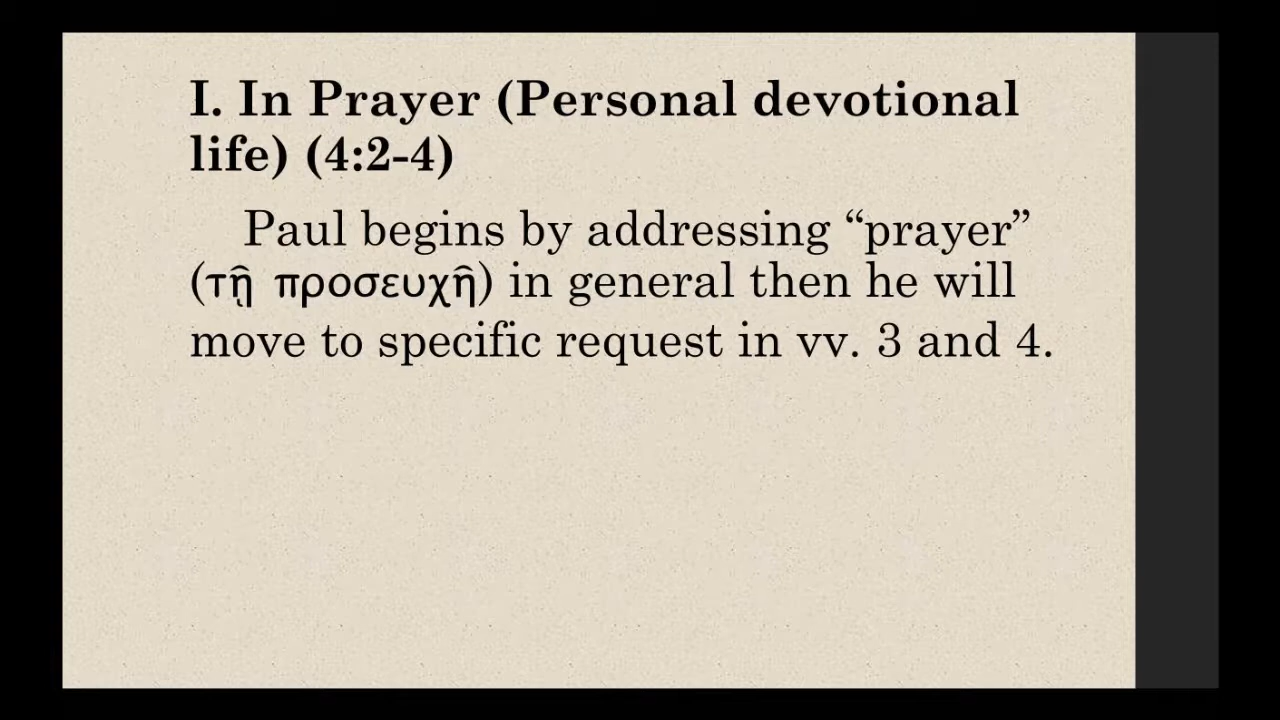 I. In Prayer (Personal devotional
life) (4:2-4)
Paul begins by addressing “prayer”
(τῇ προσευχῆ) in general then he will
move to specific request in vv. 3 and 4.